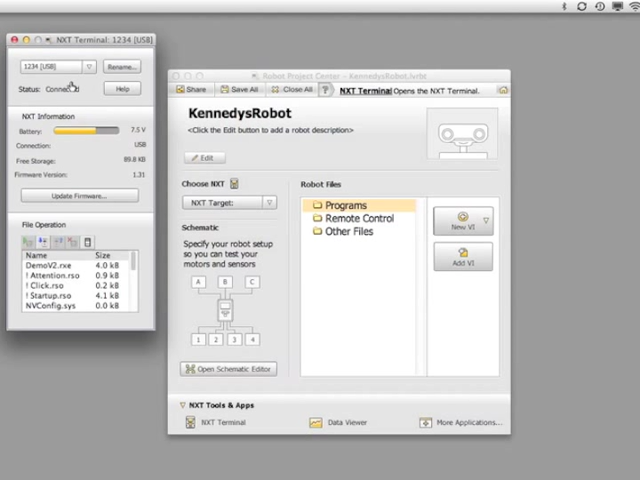 NXT Terminal: 1234 [USB]
1234 [USB]
Rename...
Status: Connected
Help
NXT Information
Battery: 7.5 V
Connection: USB
Free Storage: 89.8 KB
Firmware Version: 1.31
Update Firmware...
File Operation
Name Size
DemoV2.rxe 4.0 kB
! Attention.rso 0.9 kB
! Click.rso 0.2 kB
! Startup.rso 4.1 kB
NVConfig.sys 0.0 kB
Robot Project Center - KennedysRobot.lvrbt
Share Save All Close All ? NXT Terminal Opens the NXT Terminal.
KennedysRobot
<Click the Edit button to add a robot description>
Edit
Choose NXT
NXT Target:
Schematic
Specify your robot setup
so you can test your
motors and sensors
A B C
1 2 3 4
Open Schematic Editor
Robot Files
Programs
Remote Control
Other Files
New VI
Add VI
NXT Tools & Apps
NXT Terminal
Data Viewer
More Applications...